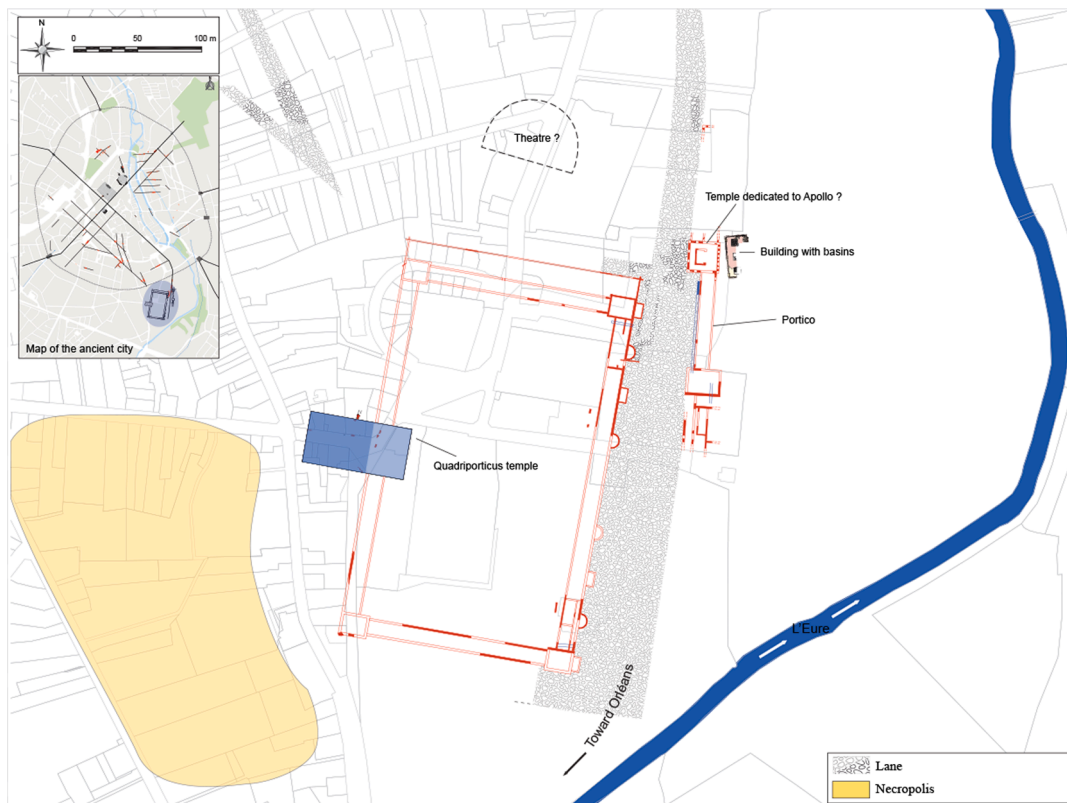 N
0 50 100 m
Map of the ancient city
Theatre ?
Temple dedicated to Apollo ?
Building with basins
Portico
Quadriporticus temple
L'Eure
Toward Orléans
Lane
Necropolis